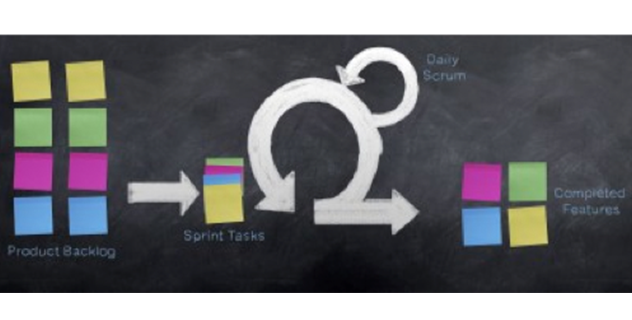 Daily
Scrum
Completed
Features
Sprint Tasks
Product Backlog